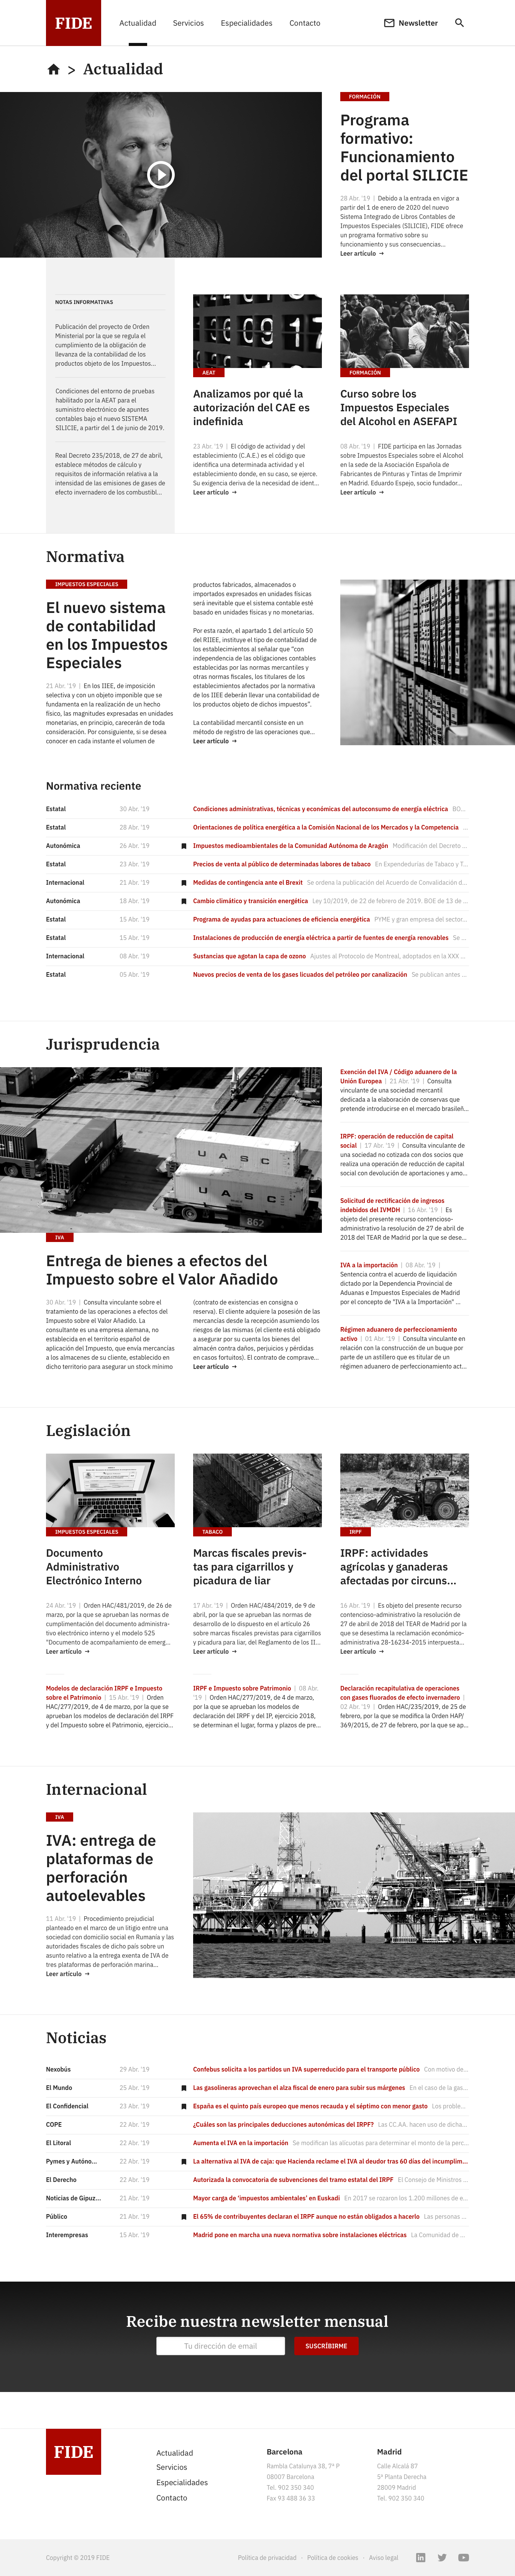 FIDE
Actualidad
Servicios
Especialidades
Contacto
Newsletter
> Actualidad
FORMACIÓN
Programa
formativo:
Funcionamiento
del portal SILICIE
28 Abr. '19 | Debido a la entrada en vigor a
partir del 1 de enero de 2020 del nuevo
Sistema Integrado de Libros Contables de
Impuestos Especiales (SILICIE), FIDE ofrece
un programa formativo sobre su
funcionamiento y sus consecuencias...
Leer artículo →
NOTAS INFORMATIVAS
Publicación del proyecto de Orden
Ministerial por la que se regula el
cumplimiento de la obligación de
llevanza de la contabilidad de los
productos objeto de los Impuestos...
Condiciones del entorno de pruebas
habilitado por la AEAT para el
suministro electrónico de apuntes
contables bajo el nuevo SISTEMA
SILICIE, a partir del 1 de junio de 2019.
Real Decreto 235/2018, de 27 de abril,
establece métodos de cálculo y
requisitos de información relativa a la
intensidad de las emisiones de gases de
efecto invernadero de los combustibl...
AEAT
Analizamos por qué la
autorización del CAE es
indefinida
23 Abr. '19 | El código de actividad y del
establecimiento (C.A.E.) es el código que
identifica una determinada actividad y el
establecimiento donde, en su caso, se ejerce.
Su exigencia deriva de la necesidad de ident...
Leer artículo →
FORMACIÓN
Curso sobre los
Impuestos Especiales
del Alcohol en ASEFAPI
08 Abr. '19 | FIDE participa en las Jornadas
sobre Impuestos Especiales sobre el Alcohol
en la sede de la Asociación Española de
Fabricantes de Pinturas y Tintas de Imprimir
en Madrid. Eduardo Espejo, socio fundador...
Leer artículo →
Normativa
IMPUESTOS ESPECIALES
El nuevo sistema
de contabilidad
en los Impuestos
Especiales
21 Abr. '19 | En los IIEE, de imposición
selectiva y con un objeto imponible que se
fundamenta en la realización de un hecho
físico, las magnitudes expresadas en unidades
monetarias, en principio, carecerán de toda
consideración. Por consiguiente, si se desea
conocer en cada instante el volumen de
productos fabricados, almacenados o
importados expresados en unidades físicas
será inevitable que el sistema contable esté
basado en unidades físicas y no monetarias.
Por esta razón, el apartado 1 del artículo 50
del RIIEE, instituye el tipo de contabilidad de
los establecimientos al señalar que “con
independencia de las obligaciones contables
establecidas por las normas mercantiles y
otras normas fiscales, los titulares de los
establecimientos afectados por la normativa
de los IIEE deberán llevar una contabilidad de
los productos objeto de dichos impuestos”.
La contabilidad mercantil consiste en un
método de registro de las operaciones que...
Leer artículo →
Normativa reciente
Estatal 30 Abr. '19 Condiciones administrativas, técnicas y económicas del autoconsumo de energía eléctrica BO...
Estatal 28 Abr. '19 Orientaciones de política energética a la Comisión Nacional de los Mercados y la Competencia ...
Autonómica 26 Abr. '19 Impuestos medioambientales de la Comunidad Autónoma de Aragón Modificación del Decreto ...
Estatal 23 Abr. '19 Precios de venta al público de determinadas labores de tabaco En Expendedurías de Tabaco y T...
Internacional 21 Abr. '19 Medidas de contingencia ante el Brexit Se ordena la publicación del Acuerdo de Convalidación d...
Autonómica 18 Abr. '19 Cambio climático y transición energética Ley 10/2019, de 22 de febrero de 2019. BOE de 13 de ...
Estatal 15 Abr. '19 Programa de ayudas para actuaciones de eficiencia energética PYME y gran empresa del sector...
Estatal 15 Abr. '19 Instalaciones de producción de energía eléctrica a partir de fuentes de energía renovables Se ...
Internacional 08 Abr. '19 Sustancias que agotan la capa de ozono Ajustes al Protocolo de Montreal, adoptados en la XXX ...
Estatal 05 Abr. '19 Nuevos precios de venta de los gases licuados del petróleo por canalización Se publican antes ...
Jurisprudencia
UASC
UASC
862
IVA
Entrega de bienes a efectos del
Impuesto sobre el Valor Añadido
30 Abr. '19 | Consulta vinculante sobre el
tratamiento de las operaciones a efectos del
Impuesto sobre el Valor Añadido. La
consultante es una empresa alemana, no
establecida en el territorio español de
aplicación del Impuesto, que envía mercancías
a los almacenes de su cliente, establecido en
dicho territorio para asegurar un stock mínimo
(contrato de existencias en consigna o
reserva). El cliente adquiere la posesión de las
mercancías desde la recepción asumiendo los
riesgos de las mismas (el cliente está obligado
a asegurar por su cuenta los bienes del
almacén contra daños, perjuicios y pérdidas
en casos fortuitos). El contrato de comprave...
Leer artículo →
Exención del IVA / Código aduanero de la
Unión Europea | 21 Abr. '19 | Consulta
vinculante de una sociedad mercantil
dedicada a la elaboración de conservas que
pretende introducirse en el mercado brasileñ...
IRPF: operación de reducción de capital
social | 17 Abr. '19 | Consulta vinculante de
una sociedad no cotizada con dos socios que
realiza una operación de reducción de capital
social con devolución de aportaciones y amo...
Solicitud de rectificación de ingresos
indebidos del IVMDH | 16 Abr. '19 | Es
objeto del presente recurso contencioso-
administrativo la resolución de 27 de abril de
2018 del TEAR de Madrid por la que se dese...
IVA a la importación | 08 Abr. '19 |
Sentencia contra el acuerdo de liquidación
dictado por la Dependencia Provincial de
Aduanas e Impuestos Especiales de Madrid
por el concepto de “IVA a la Importación” ...
Régimen aduanero de perfeccionamiento
activo | 01 Abr. '19 | Consulta vinculante en
relación con la construcción de un buque por
parte de un astillero que es titular de un
régimen aduanero de perfeccionamiento act...
Legislación
IMPUESTOS ESPECIALES
Documento
Administrativo
Electrónico Interno
24 Abr. '19 | Orden HAC/481/2019, de 26 de
marzo, por la que se aprueban las normas de
cumplimentación del documento administra-
tivo electrónico interno y el modelo 525
“Documento de acompañamiento de emerg...
Leer artículo →
TABACO
Marcas fiscales previs-
tas para cigarrillos y
picadura de liar
17 Abr. '19 | Orden HAC/484/2019, de 9 de
abril, por la que se aprueban las normas de
desarrollo de lo dispuesto en el artículo 26
sobre marcas fiscales previstas para cigarrillos
y picadura para liar, del Reglamento de los II...
Leer artículo →
IRPF
IRPF: actividades
agrícolas y ganaderas
afectadas por circuns...
16 Abr. '19 | Es objeto del presente recurso
contencioso-administrativo la resolución de
27 de abril de 2018 del TEAR de Madrid por la
que se desestima la reclamación económico-
administrativa 28-16234-2015 interpuesta...
Leer artículo →
Modelos de declaración IRPF e Impuesto
sobre el Patrimonio | 15 Abr. '19 | Orden
HAC/277/2019, de 4 de marzo, por la que se
aprueban los modelos de declaración del IRPF
y del Impuesto sobre el Patrimonio, ejercicio...
IRPF e Impuesto sobre Patrimonio | 08 Abr.
'19 | Orden HAC/277/2019, de 4 de marzo,
por la que se aprueban los modelos de
declaración del IRPF y del IP, ejercicio 2018,
se determinan el lugar, forma y plazos de pre...
Declaración recapitulativa de operaciones
con gases fluorados de efecto invernadero |
02 Abr. '19 | Orden HAC/235/2019, de 25 de
febrero, por la que se modifica la Orden HAP/
369/2015, de 27 de febrero, por la que se ap...
Internacional
IVA
IVA: entrega de
plataformas de
perforación
autoelevables
11 Abr. '19 | Procedimiento prejudicial
planteado en el marco de un litigio entre una
sociedad con domicilio social en Rumanía y las
autoridades fiscales de dicho país sobre un
asunto relativo a la entrega exenta de IVA de
tres plataformas de perforación marina...
Leer artículo →
Noticias
Nexobús 29 Abr. '19 Confebus solicita a los partidos un IVA superreducido para el transporte público Con motivo de...
El Mundo 25 Abr. '19 Las gasolineras aprovechan el alza fiscal de enero para subir sus márgenes En el caso de la gas...
El Confidencial 23 Abr. '19 España es el quinto país europeo que menos recauda y el séptimo con menor gasto Los proble...
COPE 22 Abr. '19 ¿Cuáles son las principales deducciones autonómicas del IRPF? Las CC.AA. hacen uso de dicha...
El Litoral 22 Abr. '19 Aumenta el IVA en la importación Se modifican las alícuotas para determinar el monto de la perc...
Pymes y Autóno... 22 Abr. '19 La alternativa al IVA de caja: que Hacienda reclame el IVA al deudor tras 60 días del incumplim...
El Derecho 22 Abr. '19 Autorizada la convocatoria de subvenciones del tramo estatal del IRPF El Consejo de Ministros ...
Noticias de Gipuz... 21 Abr. '19 Mayor carga de ‘impuestos ambientales’ en Euskadi En 2017 se rozaron los 1.200 millones de e...
Público 21 Abr. '19 El 65% de contribuyentes declaran el IRPF aunque no están obligados a hacerlo Las personas ...
Interempresas 15 Abr. '19 Madrid pone en marcha una nueva normativa sobre instalaciones eléctricas La Comunidad de ...
Recibe nuestra newsletter mensual
Tu dirección de email
SUSCRÍBIRME
FIDE
Actualidad
Servicios
Especialidades
Contacto
Barcelona
Rambla Catalunya 38, 7ª P
08007 Barcelona
Tel. 902 350 340
Fax 93 488 36 33
Madrid
Calle Alcalá 87
5ª Planta Derecha
28009 Madrid
Tel. 902 350 340
Copyright © 2019 FIDE
Política de privacidad · Política de cookies · Aviso legal